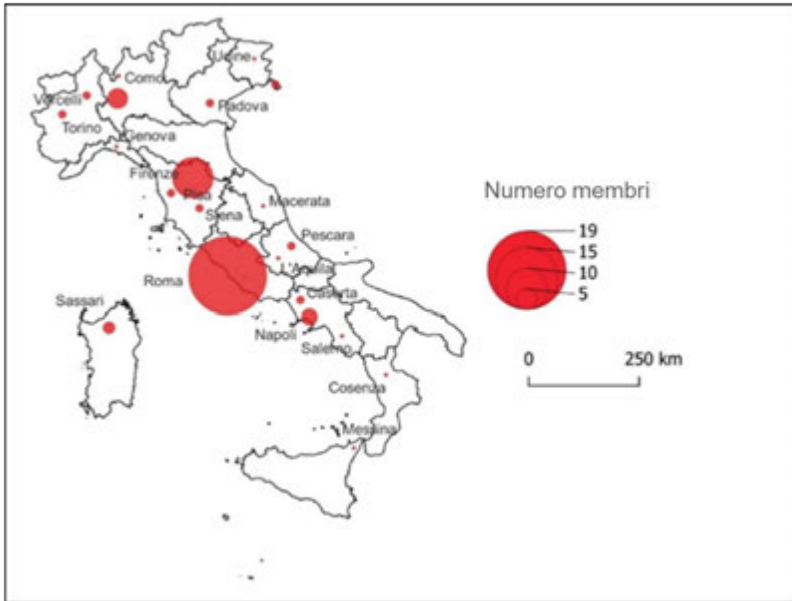 Udine
Como
Vercelli
Padova
Torino
Genova
Firenze
Pisa
Macerata
Siena
Numero membri
19
Pescara
15
L'Aquila
10
Roma
5
Caserta
Sassari
Napoli
Salerno
0 250 km
Cosenza
Messina